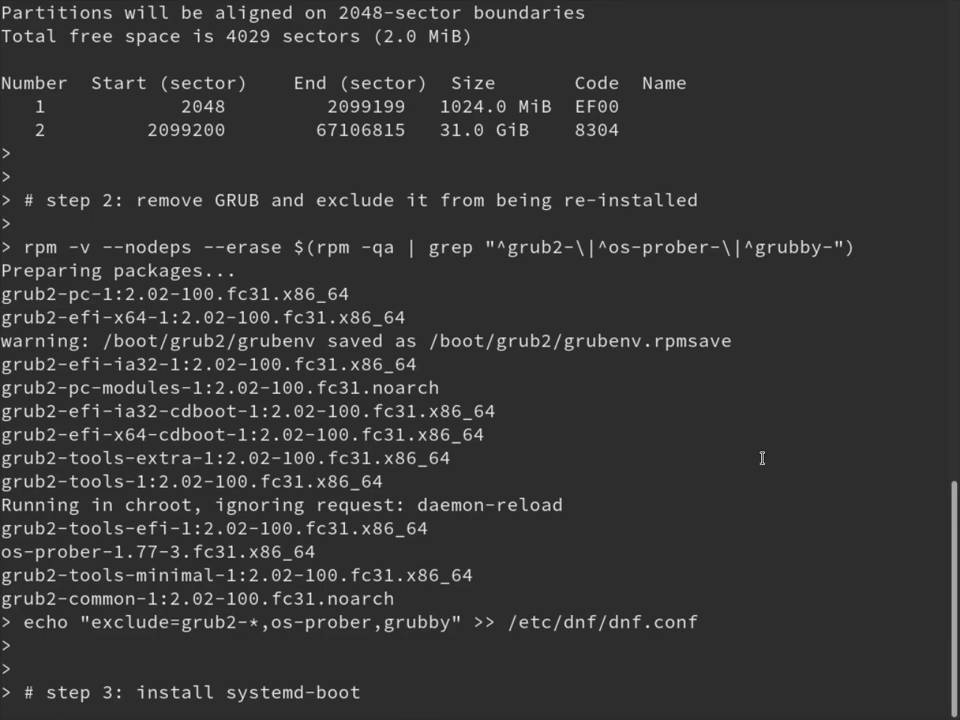 Partitions will be aligned on 2048-sector boundaries
Total free space is 4029 sectors (2.0 MiB)

Number  Start (sector)    End (sector)  Size       Code  Name
   1            2048         2099199   1024.0 MiB  EF00
   2         2099200        67106815   31.0 GiB    8304
>
>
> # step 2: remove GRUB and exclude it from being re-installed
>
> rpm -v --nodeps --erase $(rpm -qa | grep "^grub2-\|^os-prober-\|^grubby-")
Preparing packages...
grub2-pc-1:2.02-100.fc31.x86_64
grub2-efi-x64-1:2.02-100.fc31.x86_64
warning: /boot/grub2/grubenv saved as /boot/grub2/grubenv.rpmsave
grub2-efi-ia32-1:2.02-100.fc31.x86_64
grub2-pc-modules-1:2.02-100.fc31.noarch
grub2-efi-ia32-cdboot-1:2.02-100.fc31.x86_64
grub2-efi-x64-cdboot-1:2.02-100.fc31.x86_64
grub2-tools-extra-1:2.02-100.fc31.x86_64
grub2-tools-1:2.02-100.fc31.x86_64
Running in chroot, ignoring request: daemon-reload
grub2-tools-efi-1:2.02-100.fc31.x86_64
os-prober-1.77-3.fc31.x86_64
grub2-tools-minimal-1:2.02-100.fc31.x86_64
grub2-common-1:2.02-100.fc31.noarch
> echo "exclude=grub2-*,os-prober,grubby" >> /etc/dnf/dnf.conf
>
>
> # step 3: install systemd-boot